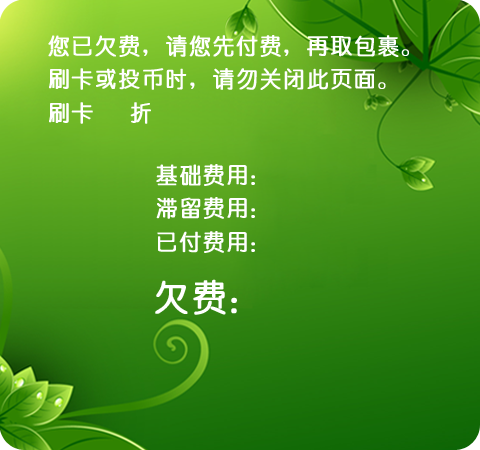 您已欠费，请您先付费，再取包裹。
刷卡或投币时，请勿关闭此页面。
刷卡 折
基础费用:
滞留费用:
已付费用:
欠费: